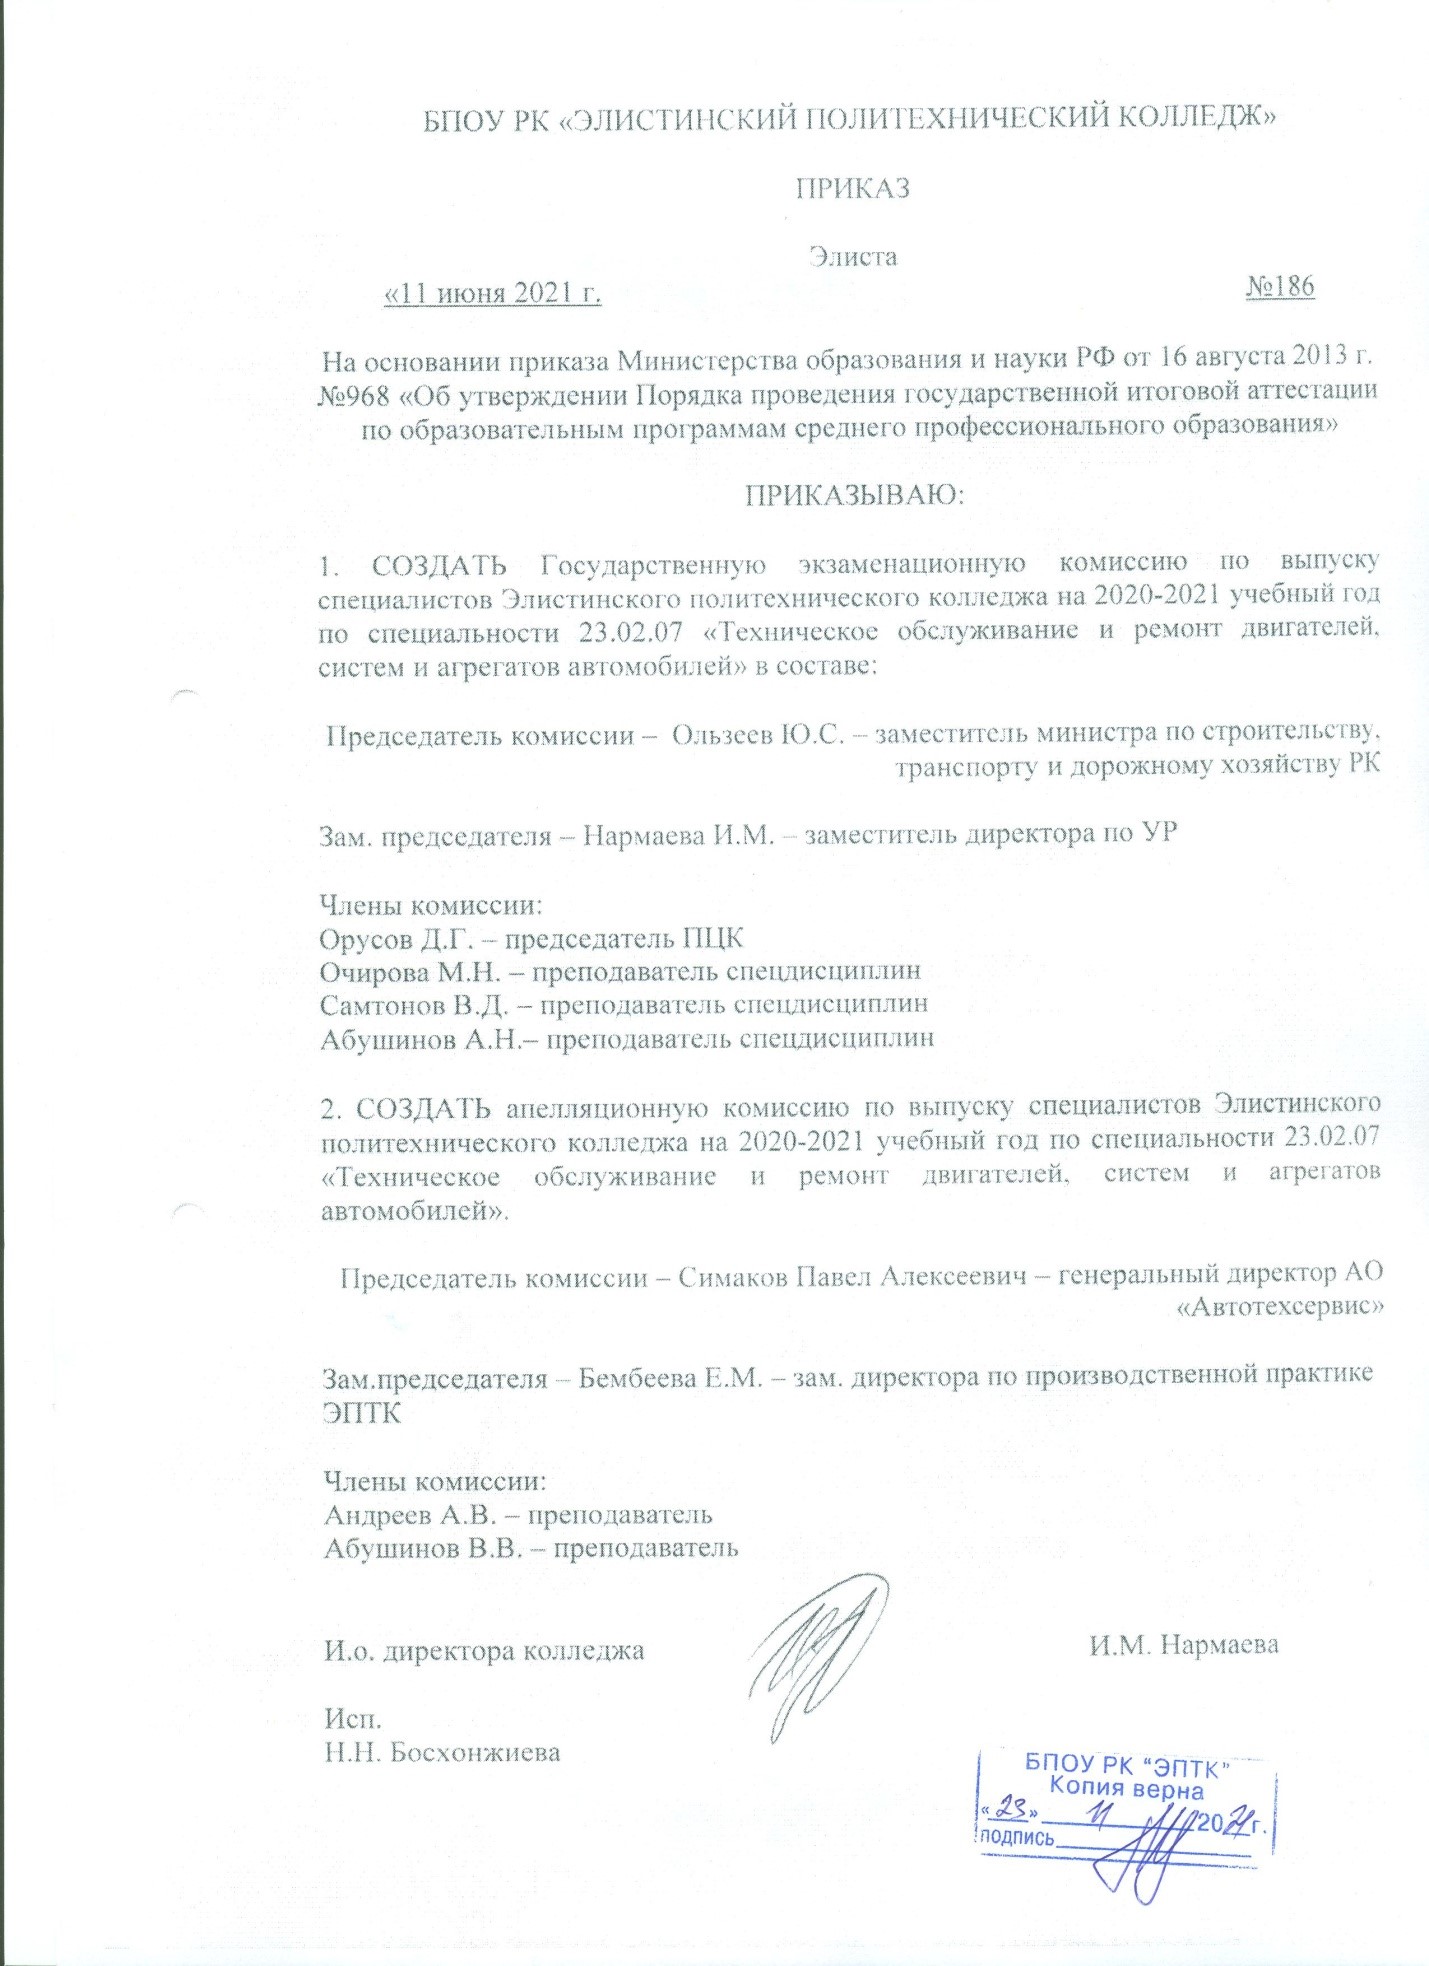 БПОУ РК «ЭЛИСТИНСКИЙ ПОЛИТЕХНИЧЕСКИЙ КОЛЛЕДЖ»
ПРИКАЗ
Элиста
«11 июня 2021 г. №186
На основании приказа Министерства образования и науки РФ от 16 августа 2013 г.
№968 «Об утверждении Порядка проведения государственной итоговой аттестации
по образовательным программам среднего профессионального образования»
ПРИКАЗЫВАЮ:
1. СОЗДАТЬ Государственную экзаменационную комиссию по выпуску
специалистов Элистинского политехнического колледжа на 2020-2021 учебный год
по специальности 23.02.07 «Техническое обслуживание и ремонт двигателей,
систем и агрегатов автомобилей» в составе:
Председатель комиссии – Ользеев Ю.С. – заместитель министра по строительству,
транспорту и дорожному хозяйству РК
Зам. председателя – Нармаева И.М. – заместитель директора по УР
Члены комиссии:
Орусов Д.Г. – председатель ПЦК
Очирова М.Н. – преподаватель спецдисциплин
Самтонов В.Д. – преподаватель спецдисциплин
Абушинов А.Н.– преподаватель спецдисциплин
2. СОЗДАТЬ апелляционную комиссию по выпуску специалистов Элистинского
политехнического колледжа на 2020-2021 учебный год по специальности 23.02.07
«Техническое обслуживание и ремонт двигателей, систем и агрегатов
автомобилей».
Председатель комиссии – Симаков Павел Алексеевич – генеральный директор АО
«Автотехсервис»
Зам.председателя – Бембеева Е.М. – зам. директора по производственной практике
ЭПТК
Члены комиссии:
Андреев А.В. – преподаватель
Абушинов В.В. – преподаватель
И.о. директора колледжа И.М. Нармаева
Исп.
Н.Н. Босхонжиева
БПОУ РК "ЭПТК"
Копия верна
«23» 11 2021г.
подпись